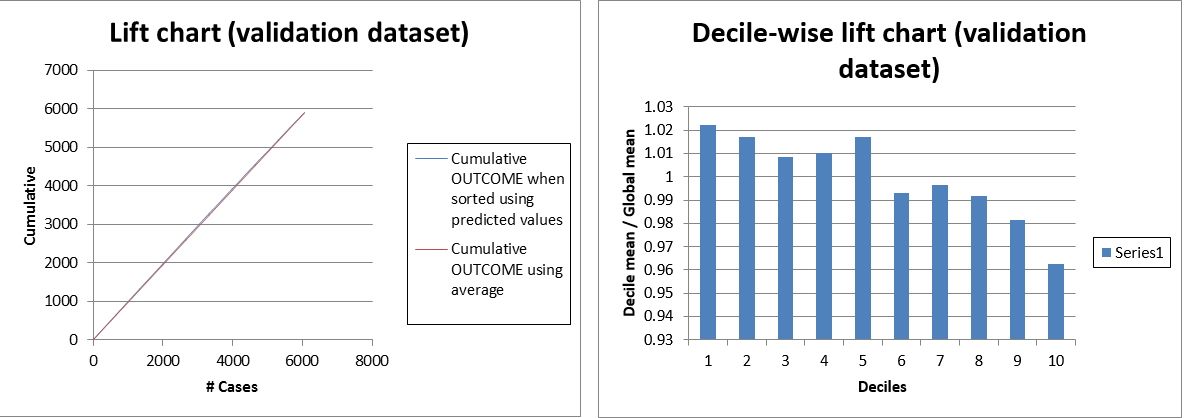 Lift chart (validation dataset)
7000
6000
5000
4000
3000
2000
1000
0
Cumulative
0 2000 4000 6000 8000
# Cases
Cumulative
OUTCOME when
sorted using
predicted values
Cumulative
OUTCOME using
average
Decile-wise lift chart (validation
dataset)
1.03
1.02
1.01
1
0.99
0.98
0.97
0.96
0.95
0.94
0.93
Decile mean / Global mean
1 2 3 4 5 6 7 8 9 10
Deciles
Series1